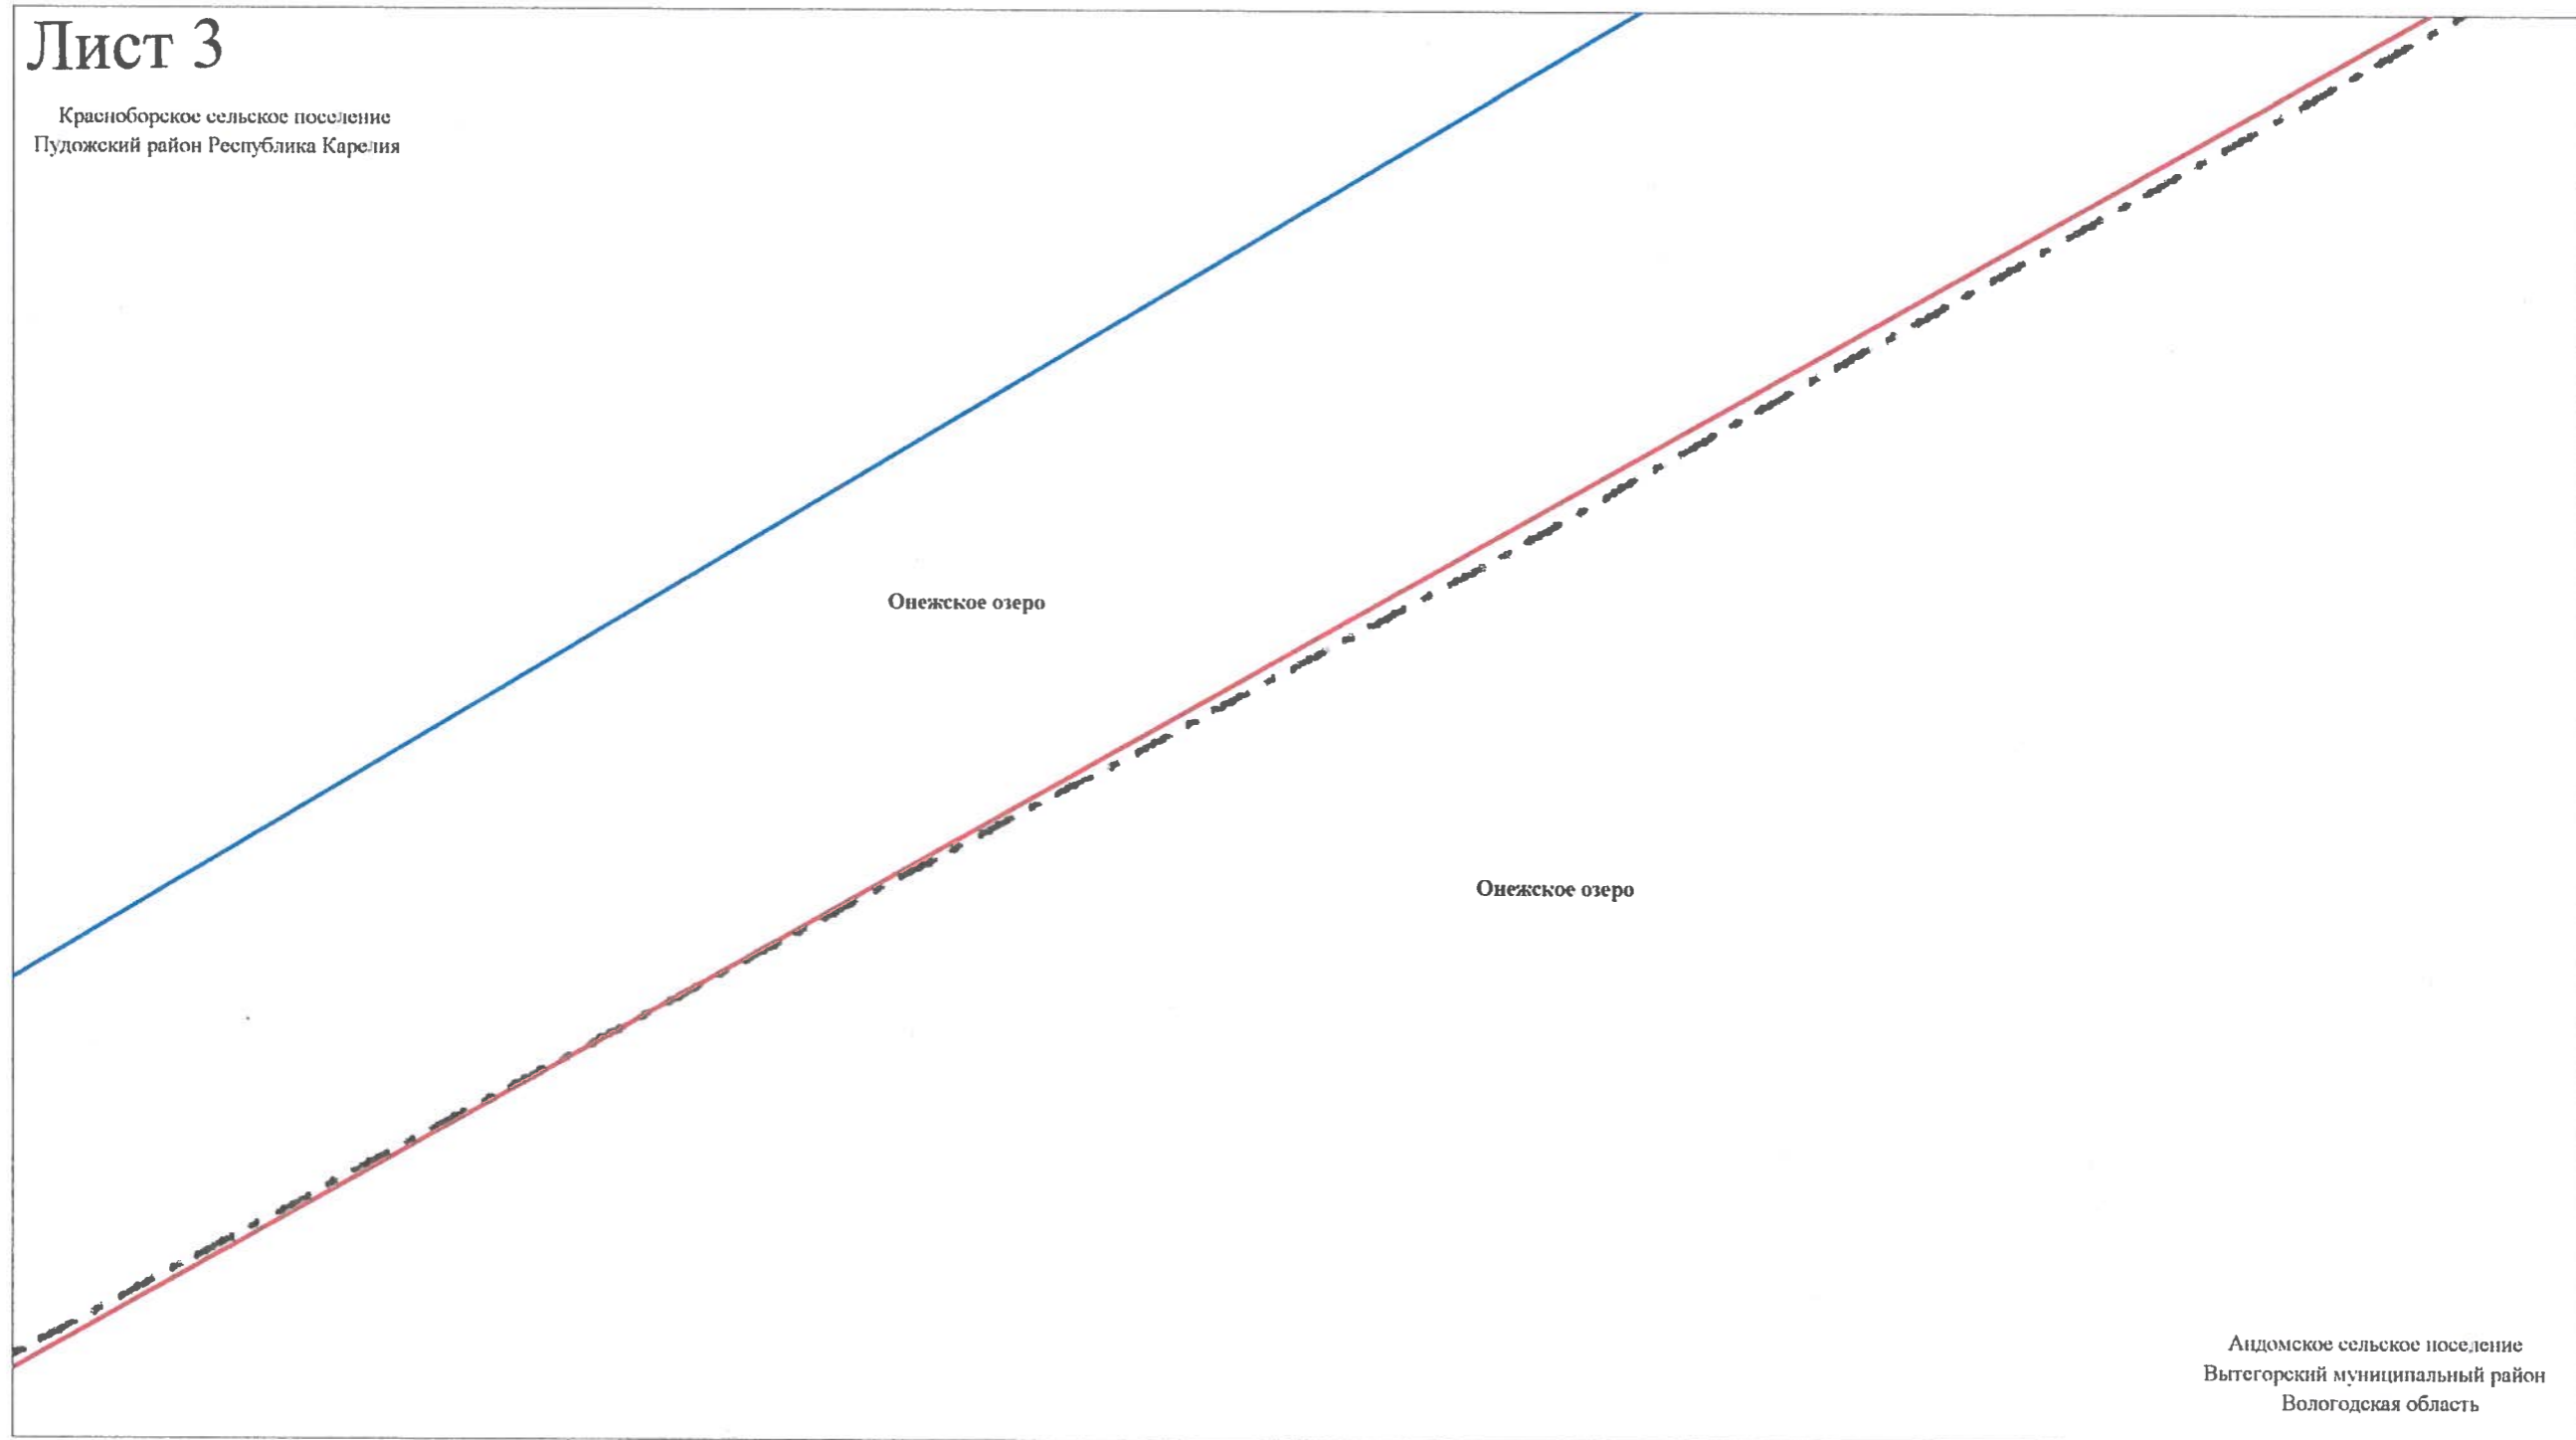 Лист 3
Красноборское сельское поселение
Пудожский район Республика Карелия
Онежское озеро
Онежское озеро
Андомское сельское поселение
Вытегорский муниципальный район
Вологодская область